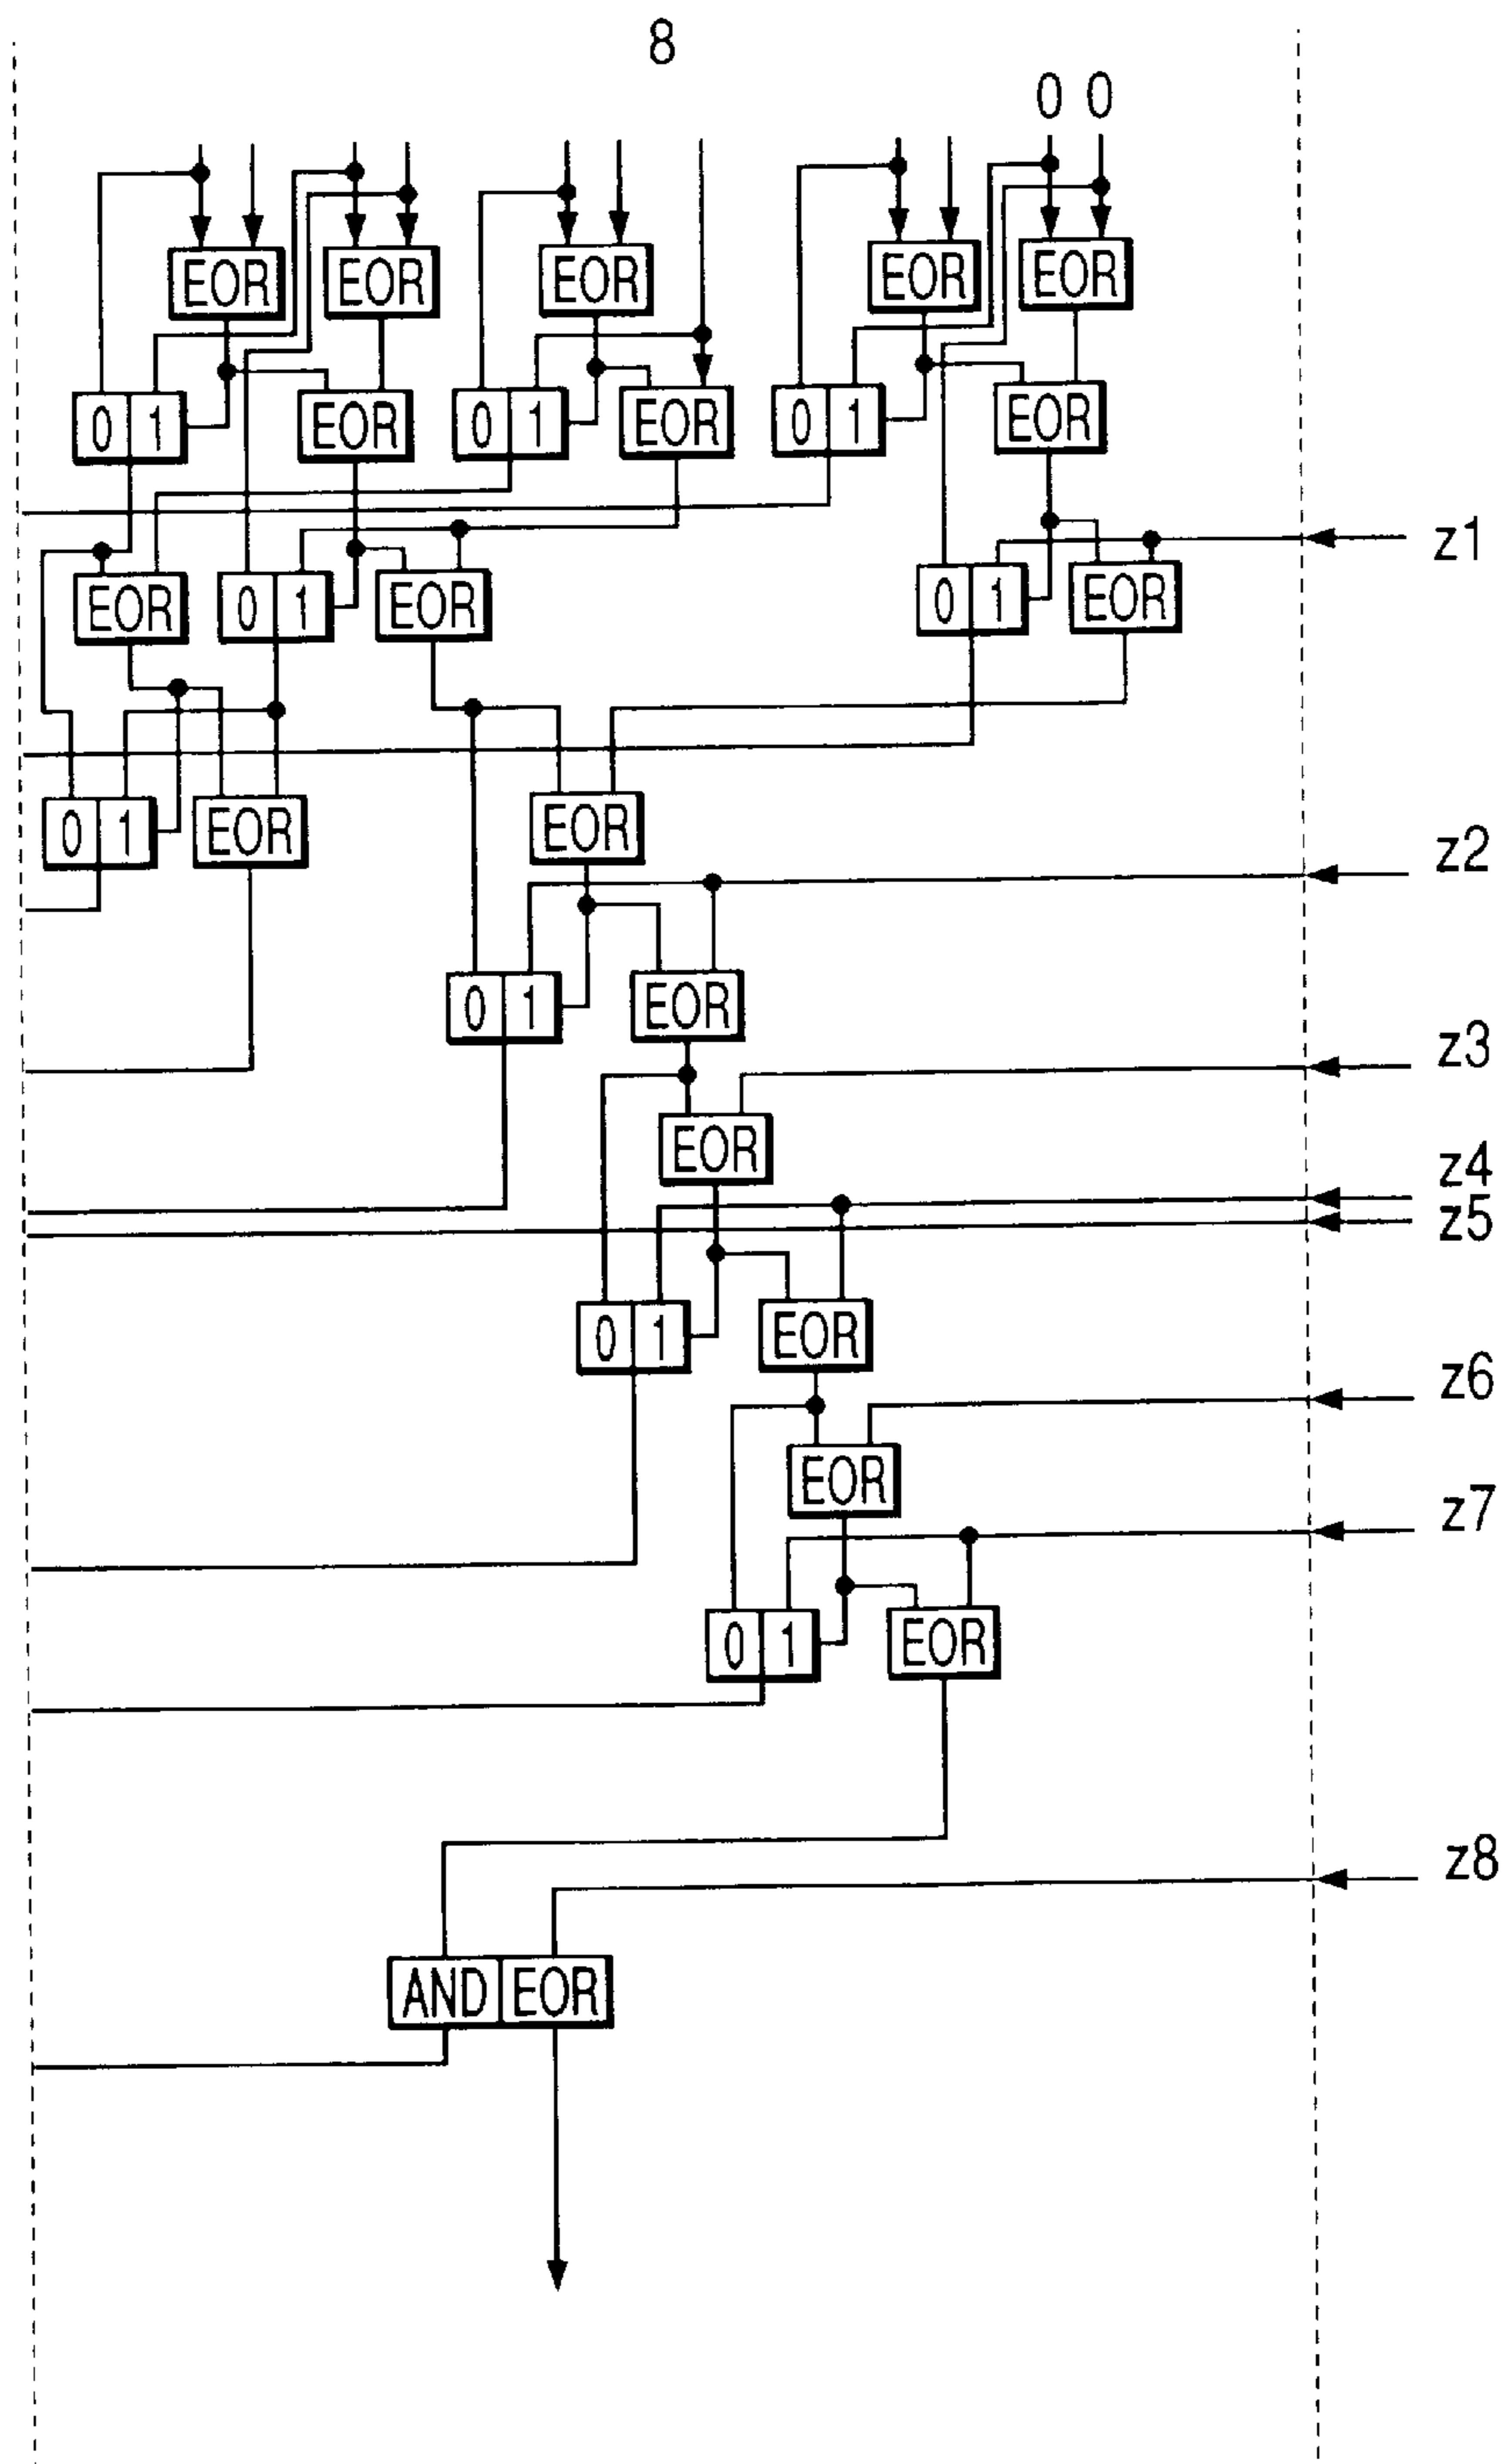 8
0 0
EOR EOR EOR EOR EOR
0 1 EOR 0 1 EOR 0 1 EOR
z1
EOR 0 1 EOR 0 1 EOR
0 1 EOR EOR
z2
0 1 EOR
z3
EOR
z4
z5
0 1 EOR
z6
EOR
z7
0 1 EOR
z8
AND EOR